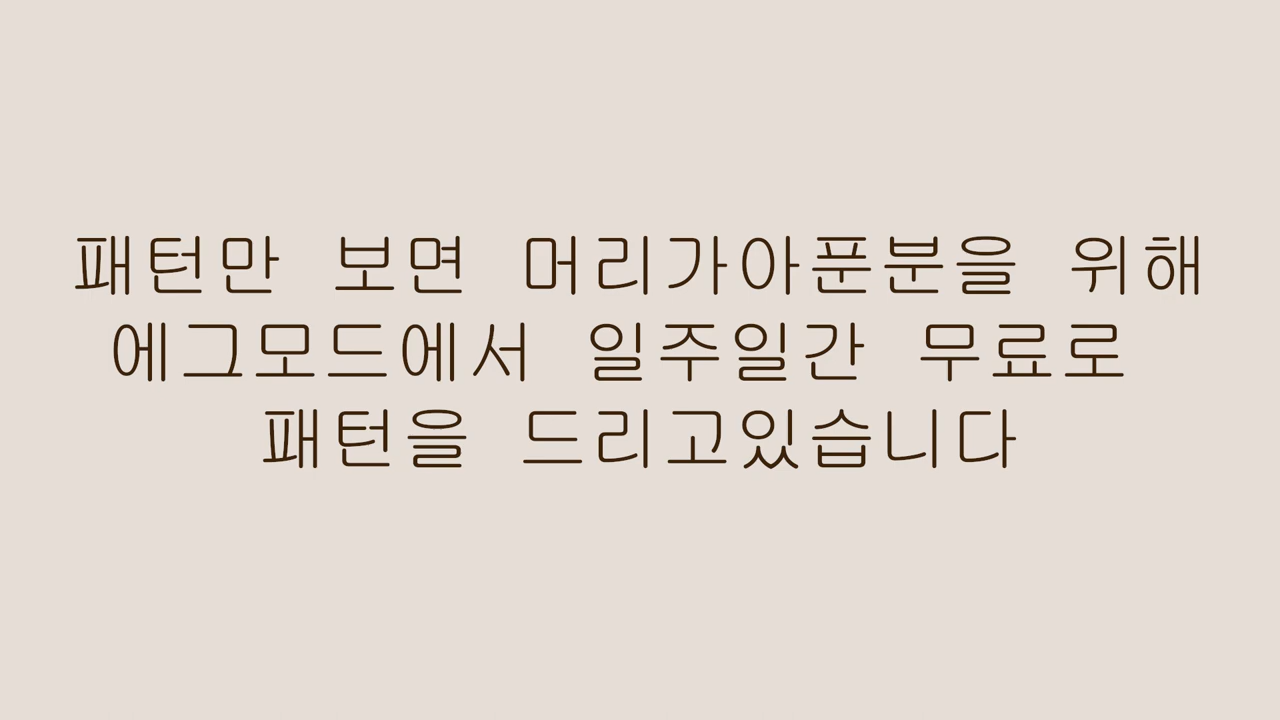 패턴만 보면 머리가아푼분을 위해
에그모드에서 일주일간 무료로
패턴을 드리고있습니다